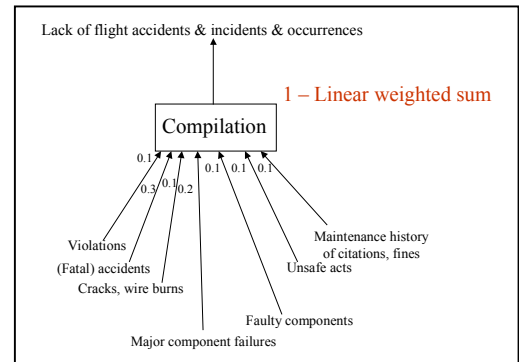 Lack of flight accidents & incidents & occurrences
1 – Linear weighted sum
Compilation
0.1
0.3
0.1
0.2
0.1
0.1
0.1
Violations
(Fatal) accidents
Cracks, wire burns
Major component failures
Faulty components
Unsafe acts
Maintenance history
of citations, fines